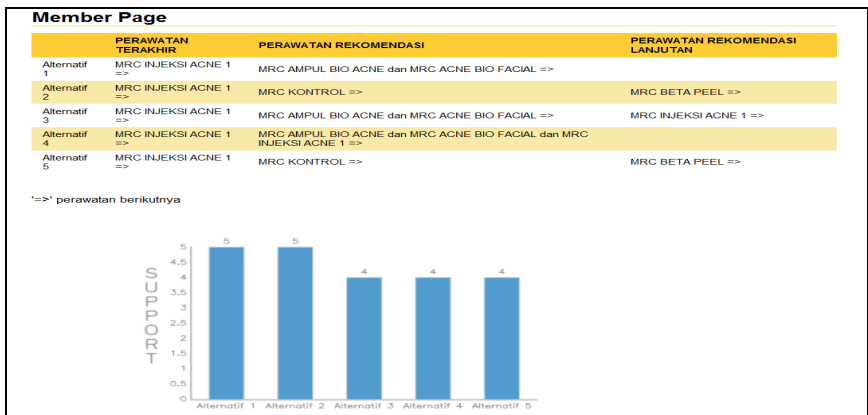 Member Page
PERAWATAN TERAKHIR PERAWATAN REKOMENDASI PERAWATAN REKOMENDASI LANJUTAN
Alternatif 1 MRC INJEKSI ACNE 1 => MRC AMPUL BIO ACNE dan MRC ACNE BIO FACIAL =>
Alternatif 2 MRC INJEKSI ACNE 1 => MRC KONTROL => MRC BETA PEEL =>
Alternatif 3 MRC INJEKSI ACNE 1 => MRC AMPUL BIO ACNE dan MRC ACNE BIO FACIAL => MRC INJEKSI ACNE 1 =>
Alternatif 4 MRC INJEKSI ACNE 1 => MRC AMPUL BIO ACNE dan MRC ACNE BIO FACIAL dan MRC INJEKSI ACNE 1 =>
Alternatif 5 MRC INJEKSI ACNE 1 => MRC KONTROL => MRC BETA PEEL =>
'=>' perawatan berikutnya
SUPPORT
5
4.5
4
3.5
3
2.5
2
1.5
1
0.5
0
5 5 4 4 4
Alternatif 1 Alternatif 2 Alternatif 3 Alternatif 4 Alternatif 5